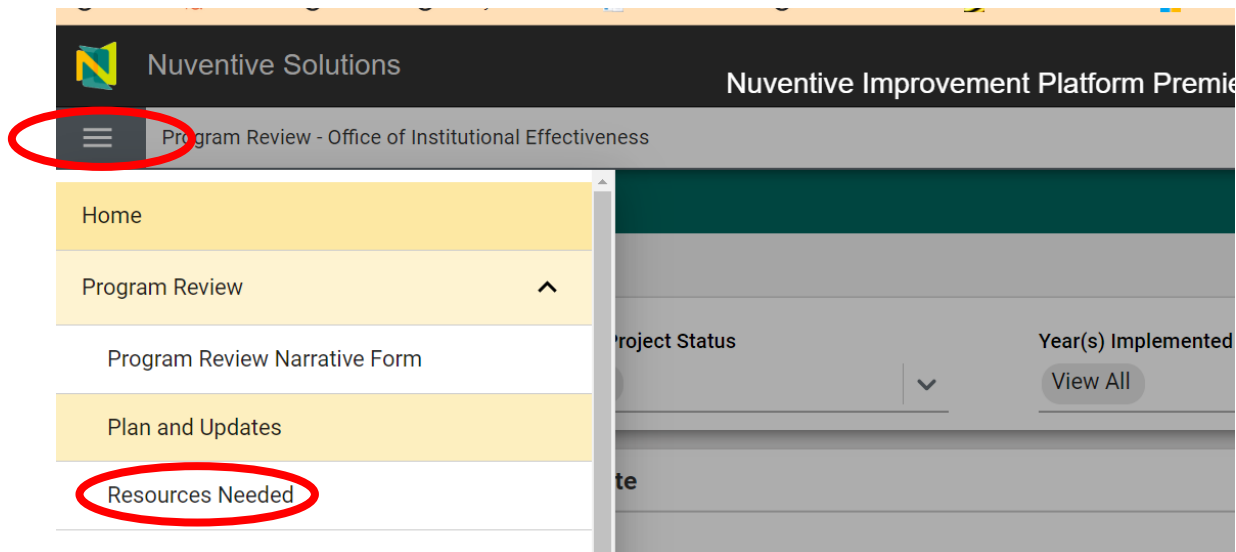 Nuventive Solutions
Nuventive Improvement Platform Premie
Program Review - Office of Institutional Effectiveness
Home
Program Review
Project Status
Year(s) Implemented
Program Review Narrative Form
View All
Plan and Updates
Resources Needed
te